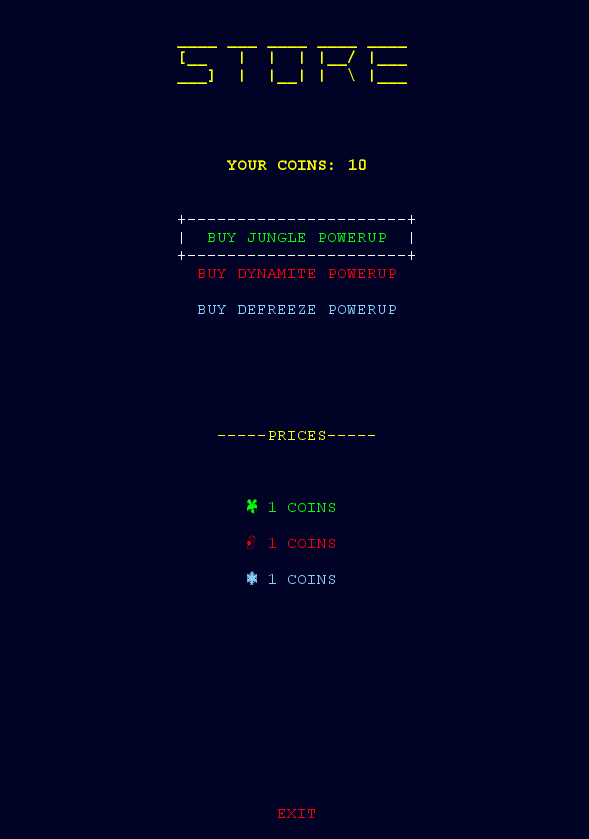 STORE
YOUR COINS: 10
BUY JUNGLE POWERUP
BUY DYNAMITE POWERUP
BUY DEFREEZE POWERUP
-----PRICES-----
1 COINS
1 COINS
1 COINS
EXIT